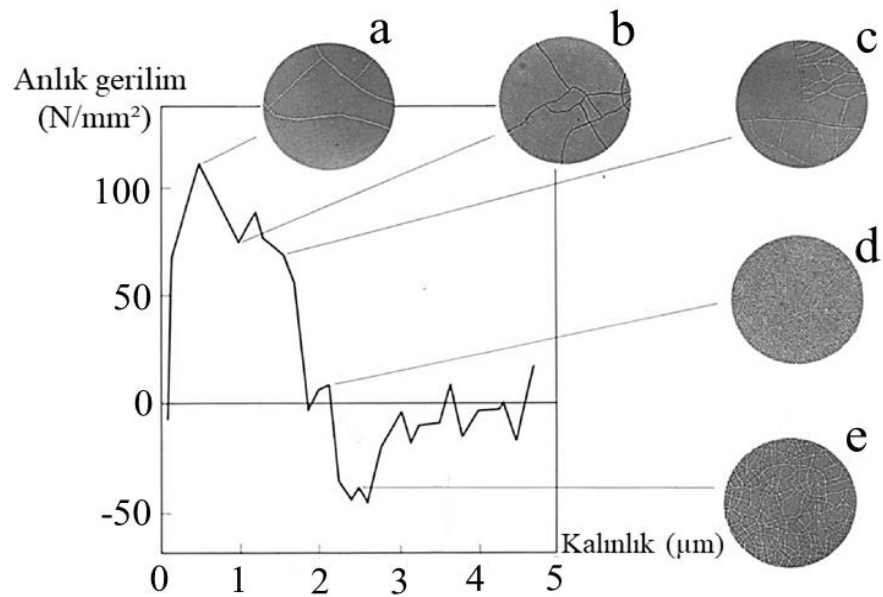 a
b
c
Anlık gerilim
(N/mm²)
100
50
0
-50
d
e
Kalınlık (µm)
0 1 2 3 4 5